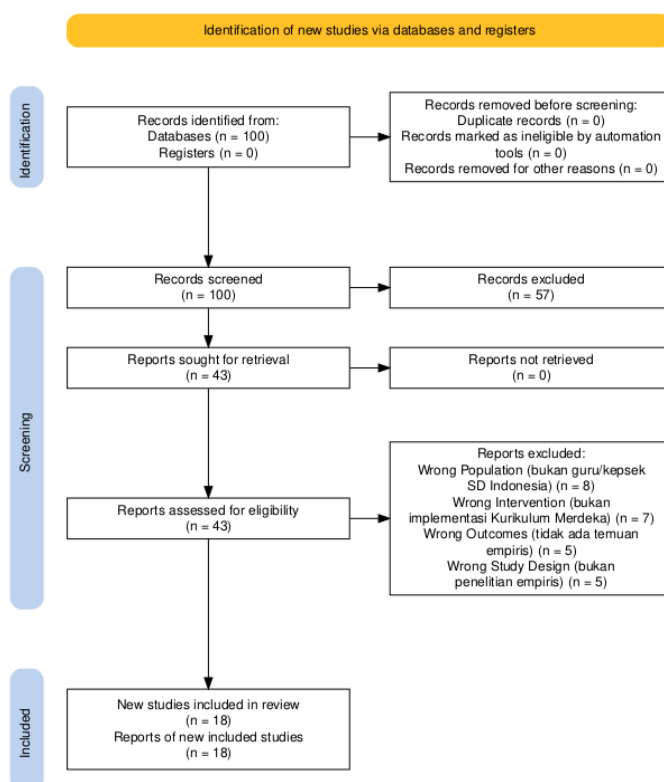 Identification of new studies via databases and registers
Identification
Records identified from:
Databases (n = 100)
Registers (n = 0)
Records removed before screening:
Duplicate records (n = 0)
Records marked as ineligible by automation
tools (n = 0)
Records removed for other reasons (n = 0)
Screening
Records screened
(n = 100)
Records excluded
(n = 57)
Reports sought for retrieval
(n = 43)
Reports not retrieved
(n = 0)
Reports assessed for eligibility
(n = 43)
Reports excluded:
Wrong Population (bukan guru/kepsek
SD Indonesia) (n = 8)
Wrong Intervention (bukan
implementasi Kurikulum Merdeka) (n = 7)
Wrong Outcomes (tidak ada temuan
empiris) (n = 5)
Wrong Study Design (bukan
penelitian empiris) (n = 5)
Included
New studies included in review
(n = 18)
Reports of new included studies
(n = 18)